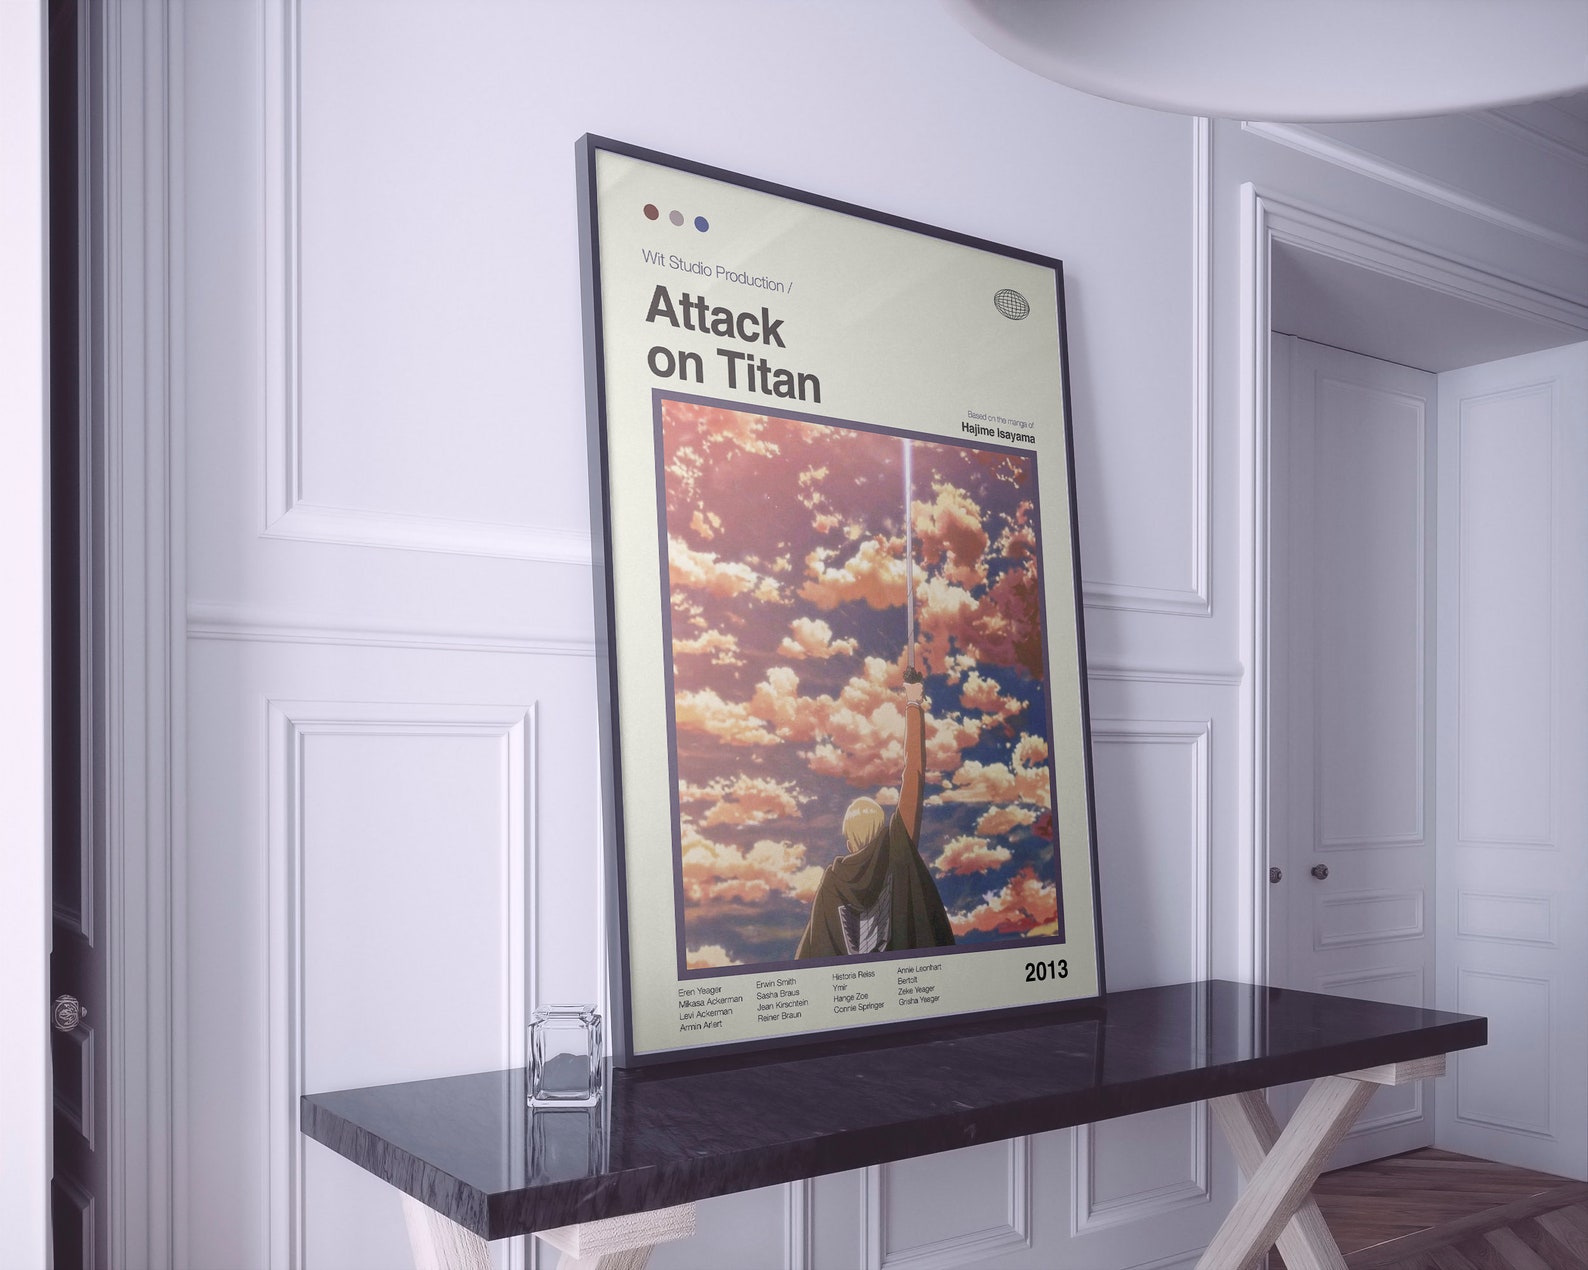 Wit Studio Production /
Attack
on Titan
Based on the manga of
Hajime Isayama
Eren Yeager
Mikasa Ackerman
Levi Ackerman
Armin Arlert
Erwin Smith
Sasha Braus
Jean Kirschtein
Reiner Braun
Historia Reiss
Ymir
Hange Zoe
Connie Springer
Annie Leonhart
Bertolt
Zeke Yeager
Grisha Yeager
2013